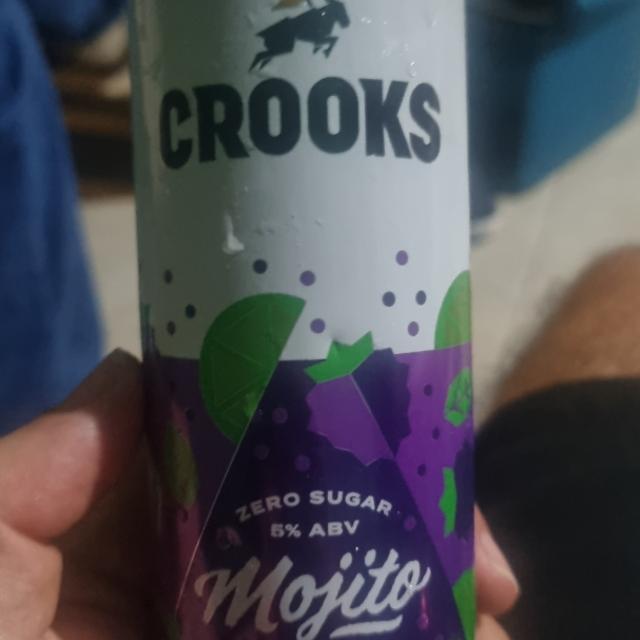 CROOKS
ZERO SUGAR
5% ABV
Mojito